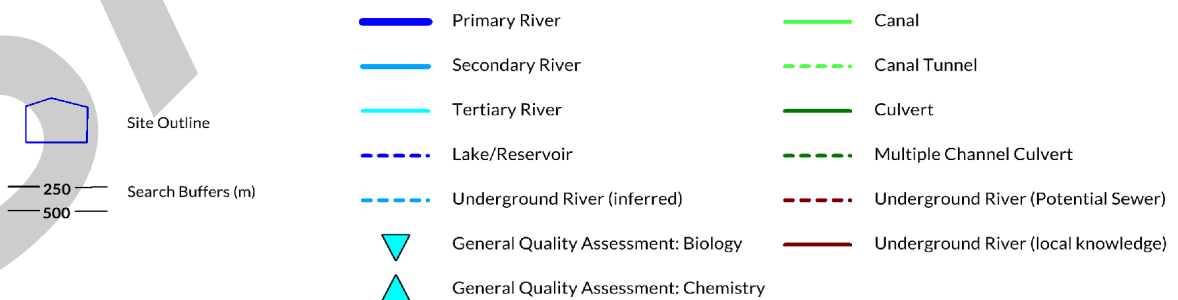 Site Outline
250
500
Search Buffers (m)
Primary River
Secondary River
Tertiary River
Lake/Reservoir
Underground River (inferred)
General Quality Assessment: Biology
General Quality Assessment: Chemistry
Canal
Canal Tunnel
Culvert
Multiple Channel Culvert
Underground River (Potential Sewer)
Underground River (local knowledge)